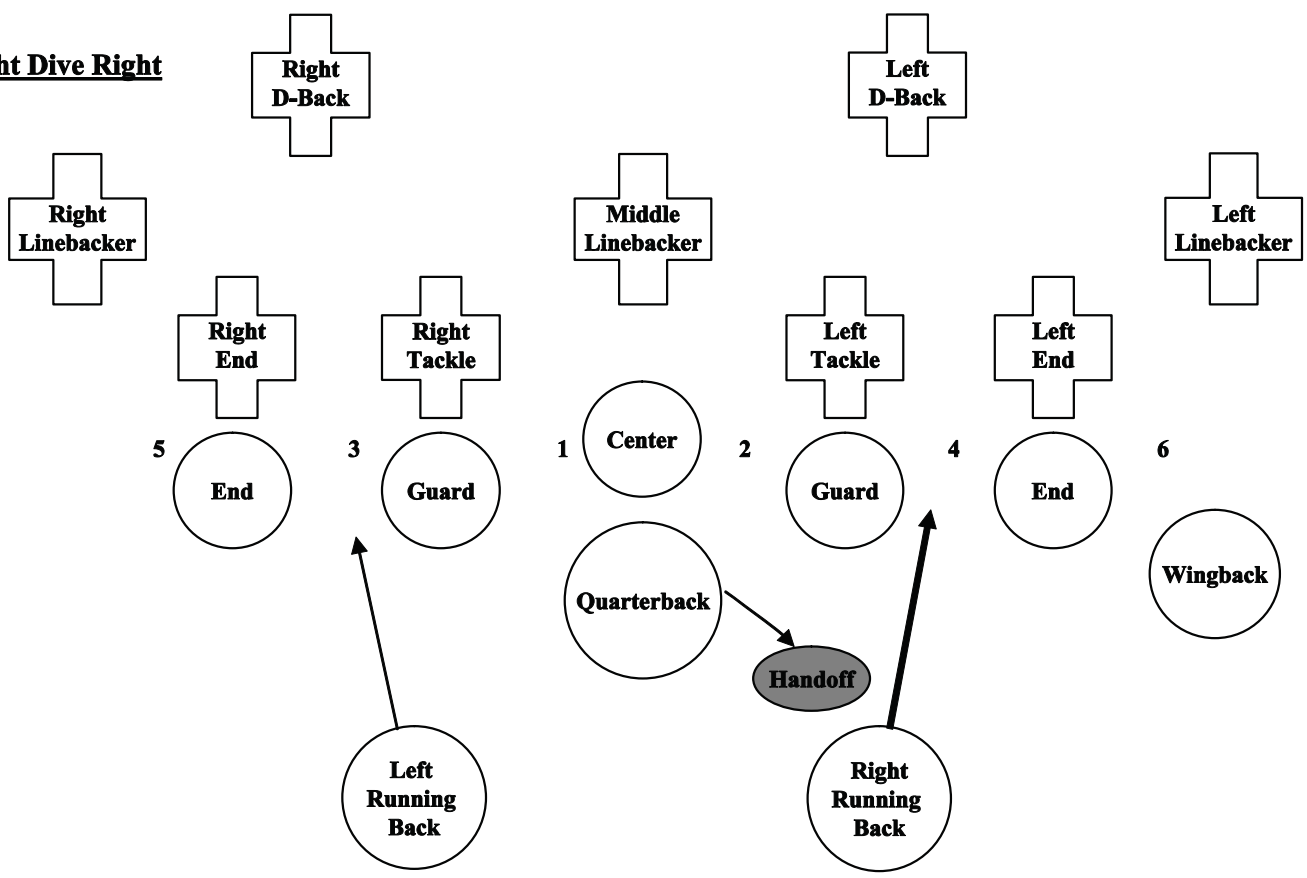 ht Dive Right
Right
D-Back
Left
D-Back
Right
Linebacker
Middle
Linebacker
Left
Linebacker
Right
End
Right
Tackle
Left
Tackle
Left
End
5
End
3
Guard
1
Center
2
Guard
4
End
6
Wingback
Quarterback
Handoff
Left
Running
Back
Right
Running
Back